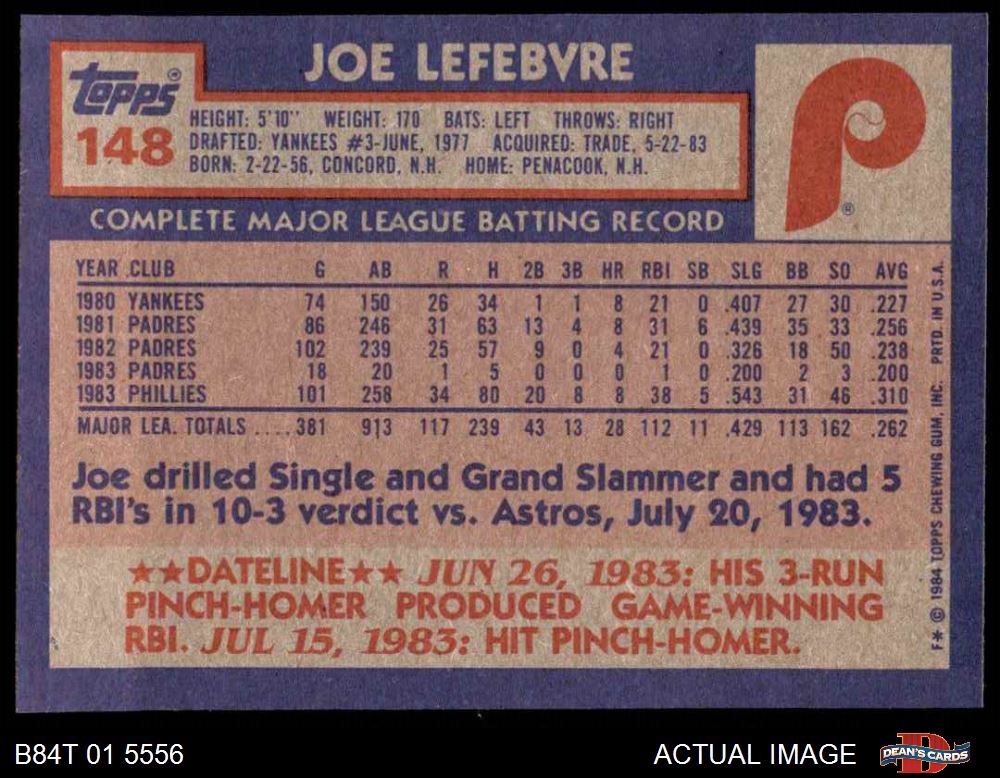 JOE LEFEBVRE
Topps®
148
HEIGHT: 5'10" WEIGHT: 170 BATS: LEFT THROWS: RIGHT
DRAFTED: YANKEES #3-JUNE, 1977 ACQUIRED: TRADE, 5-22-83
BORN: 2-22-56, CONCORD, N.H. HOME: PENACOOK, N.H.
P
®
COMPLETE MAJOR LEAGUE BATTING RECORD
YEAR CLUB G AB R H 2B 3B HR RBI SB SLG BB SO AVG
1980 YANKEES 74 150 26 34 1 1 8 21 0 .407 27 30 .227
1981 PADRES 86 246 31 63 13 4 8 31 6 .439 35 33 .256
1982 PADRES 102 239 25 57 9 0 4 21 0 .326 18 50 .238
1983 PADRES 18 20 1 5 0 0 0 1 0 .200 2 3 .200
1983 PHILLIES 101 258 34 80 20 8 8 38 5 .543 31 46 .310
MAJOR LEA. TOTALS ....381 913 117 239 43 13 28 112 11 .429 113 162 .262
Joe drilled Single and Grand Slammer and had 5
RBI's in 10-3 verdict vs. Astros, July 20, 1983.
★★DATELINE★★ JUN 26, 1983: HIS 3-RUN
PINCH-HOMER PRODUCED GAME-WINNING
RBI. JUL 15, 1983: HIT PINCH-HOMER.
F★ © 1984 TOPPS CHEWING GUM, INC. PRTD. IN U.S.A.
B84T 01 5556
ACTUAL IMAGE
D
DEAN'S CARDS